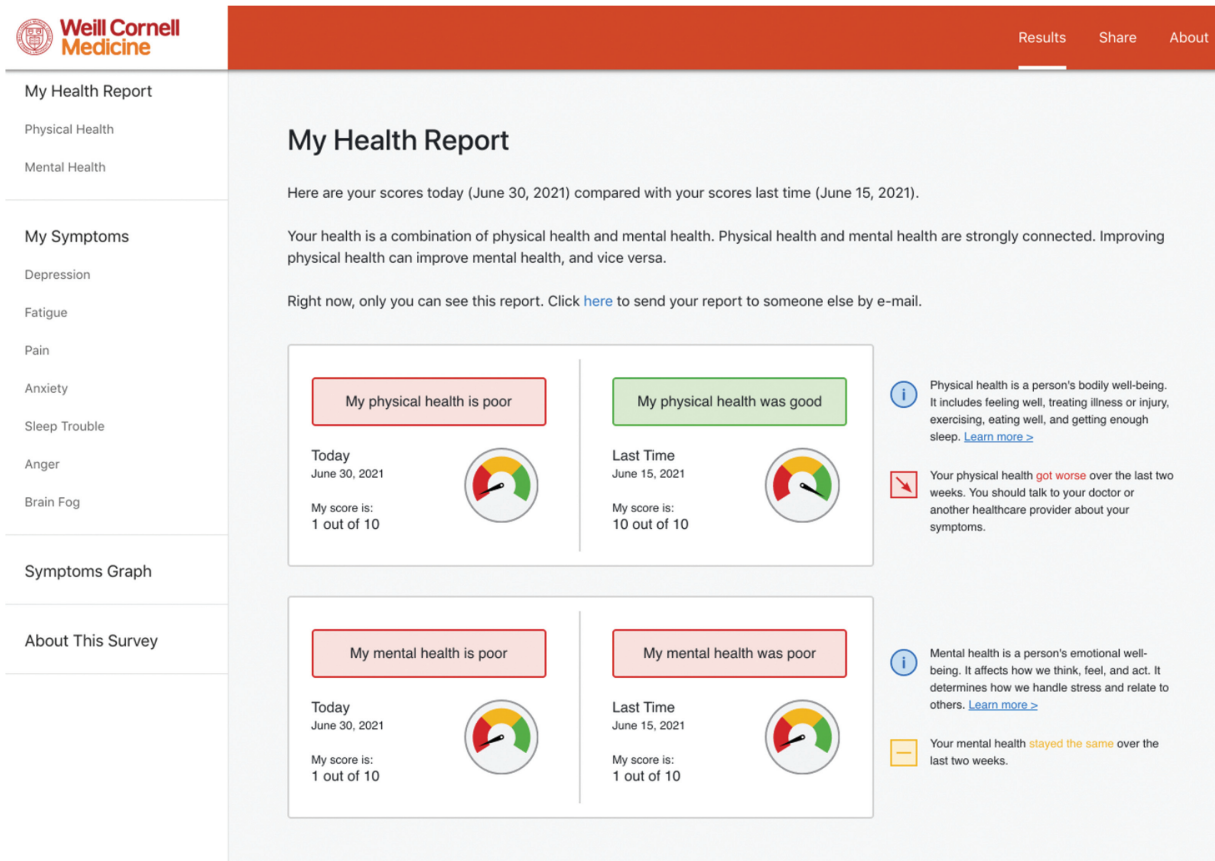 Weill Cornell
Medicine
Results
Share
About
My Health Report
Physical Health
Mental Health
My Symptoms
Depression
Fatigue
Pain
Anxiety
Sleep Trouble
Anger
Brain Fog
Symptoms Graph
About This Survey
My Health Report
Here are your scores today (June 30, 2021) compared with your scores last time (June 15, 2021).
Your health is a combination of physical health and mental health. Physical health and mental health are strongly connected. Improving
physical health can improve mental health, and vice versa.
Right now, only you can see this report. Click here to send your report to someone else by e-mail.
My physical health is poor
Today
June 30, 2021
My score is:
1 out of 10
My physical health was good
Last Time
June 15, 2021
My score is:
10 out of 10
i
Physical health is a person's bodily well-being.
It includes feeling well, treating illness or injury,
exercising, eating well, and getting enough
sleep. Learn more >
Your physical health got worse over the last two
weeks. You should talk to your doctor or
another healthcare provider about your
symptoms.
My mental health is poor
Today
June 30, 2021
My score is:
1 out of 10
My mental health was poor
Last Time
June 15, 2021
My score is:
1 out of 10
i
Mental health is a person's emotional well-
being. It affects how we think, feel, and act. It
determines how we handle stress and relate to
others. Learn more >
Your mental health stayed the same over the
last two weeks.